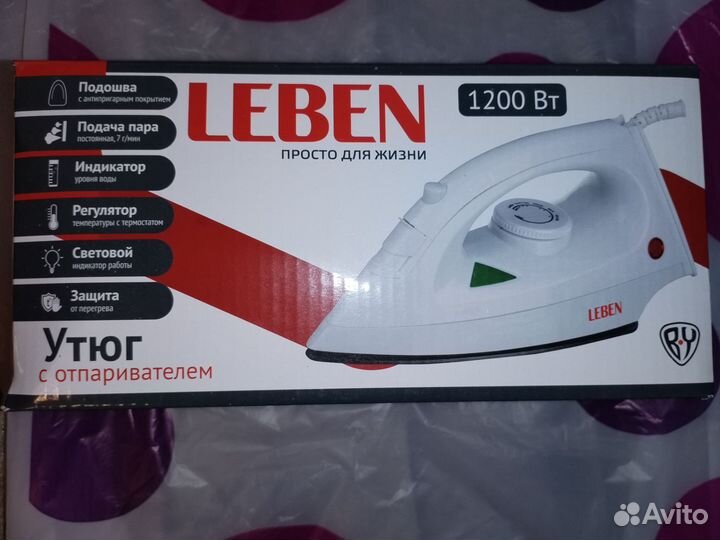 Подошва
с антипригарным покрытием
Подача пара
постоянная, 7 г/мин
Индикатор
уровня воды
Регулятор
температуры с термостатом
Световой
индикатор работы
Защита
от перегрева
LEBEN
ПРОСТО ДЛЯ ЖИЗНИ
1200 Вт
LEBEN
B·Y
Утюг
с отпаривателем
Avito